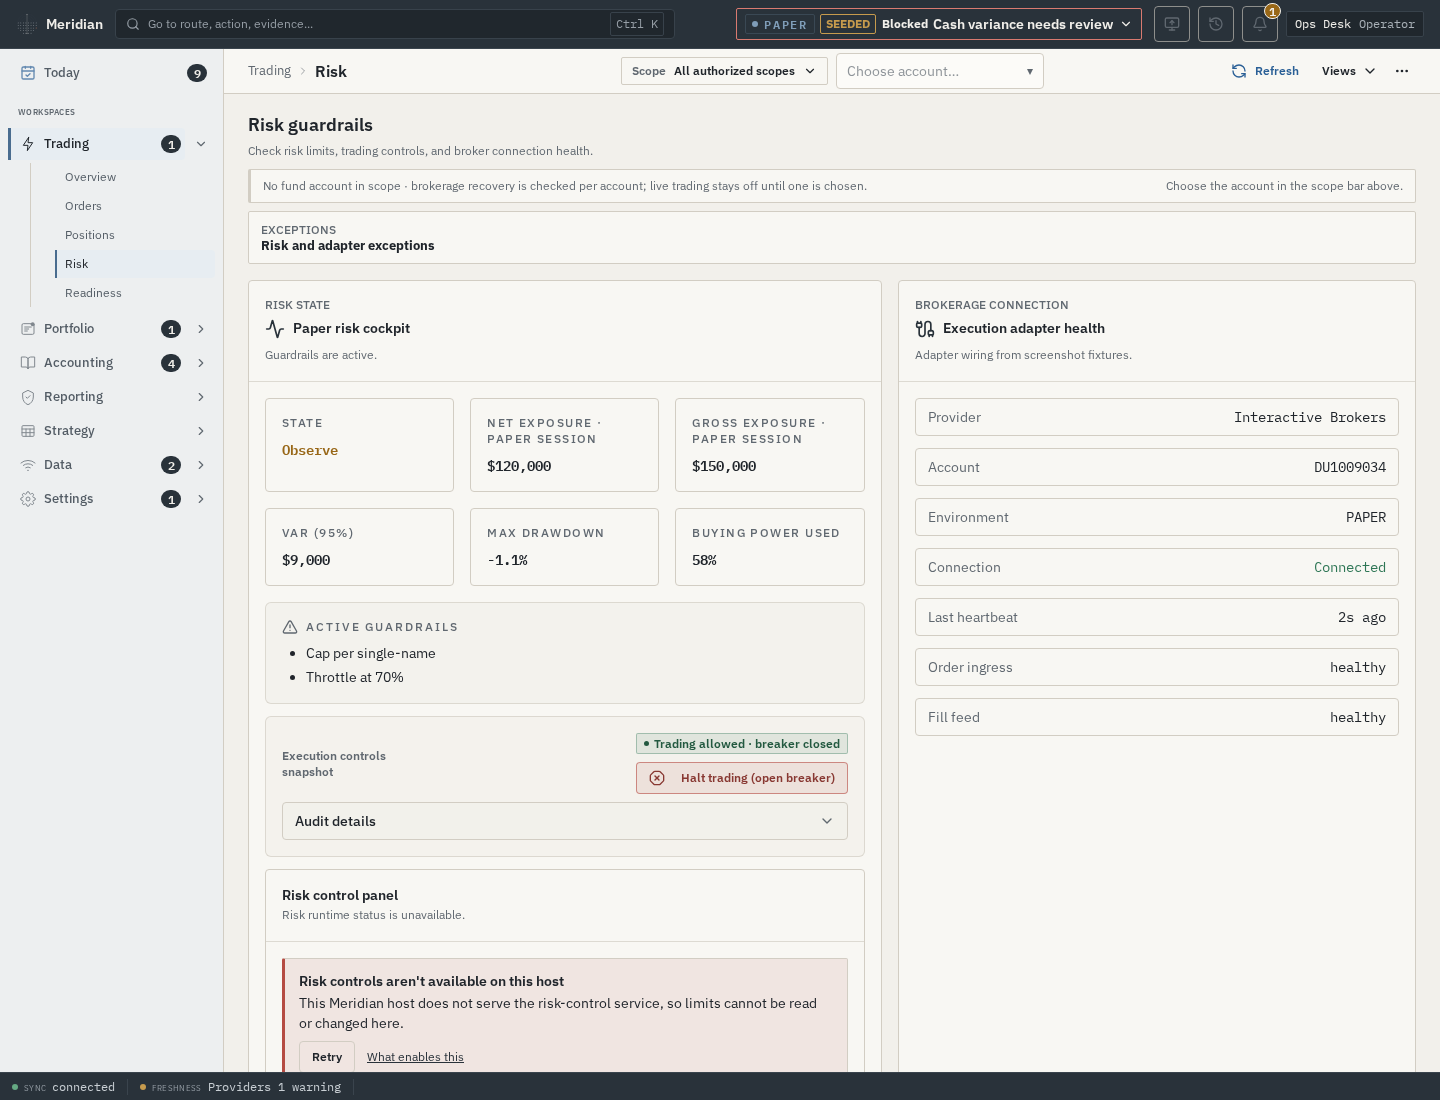 Meridian
Go to route, action, evidence...
Ctrl K
PAPER
SEEDED
Blocked Cash variance needs review
1
Ops Desk Operator
Today
9
WORKSPACES
Trading
1
Overview
Orders
Positions
Risk
Readiness
Portfolio
1
Accounting
4
Reporting
Strategy
Data
2
Settings
1
Trading
Risk
Scope All authorized scopes
Choose account...
Refresh
Views
Risk guardrails
Check risk limits, trading controls, and broker connection health.
No fund account in scope · brokerage recovery is checked per account; live trading stays off until one is chosen.
Choose the account in the scope bar above.
EXCEPTIONS
Risk and adapter exceptions
RISK STATE
Paper risk cockpit
Guardrails are active.
STATE
Observe
NET EXPOSURE ·
PAPER SESSION
$120,000
GROSS EXPOSURE ·
PAPER SESSION
$150,000
VAR (95%)
$9,000
MAX DRAWDOWN
-1.1%
BUYING POWER USED
58%
ACTIVE GUARDRAILS
• Cap per single-name
• Throttle at 70%
Execution controls
snapshot
Trading allowed · breaker closed
Halt trading (open breaker)
Audit details
Risk control panel
Risk runtime status is unavailable.
Risk controls aren't available on this host
This Meridian host does not serve the risk-control service, so limits cannot be read
or changed here.
Retry
What enables this
BROKERAGE CONNECTION
Execution adapter health
Adapter wiring from screenshot fixtures.
Provider
Interactive Brokers
Account
DU1009034
Environment
PAPER
Connection
Connected
Last heartbeat
2s ago
Order ingress
healthy
Fill feed
healthy
SYNC connected
FRESHNESS Providers 1 warning